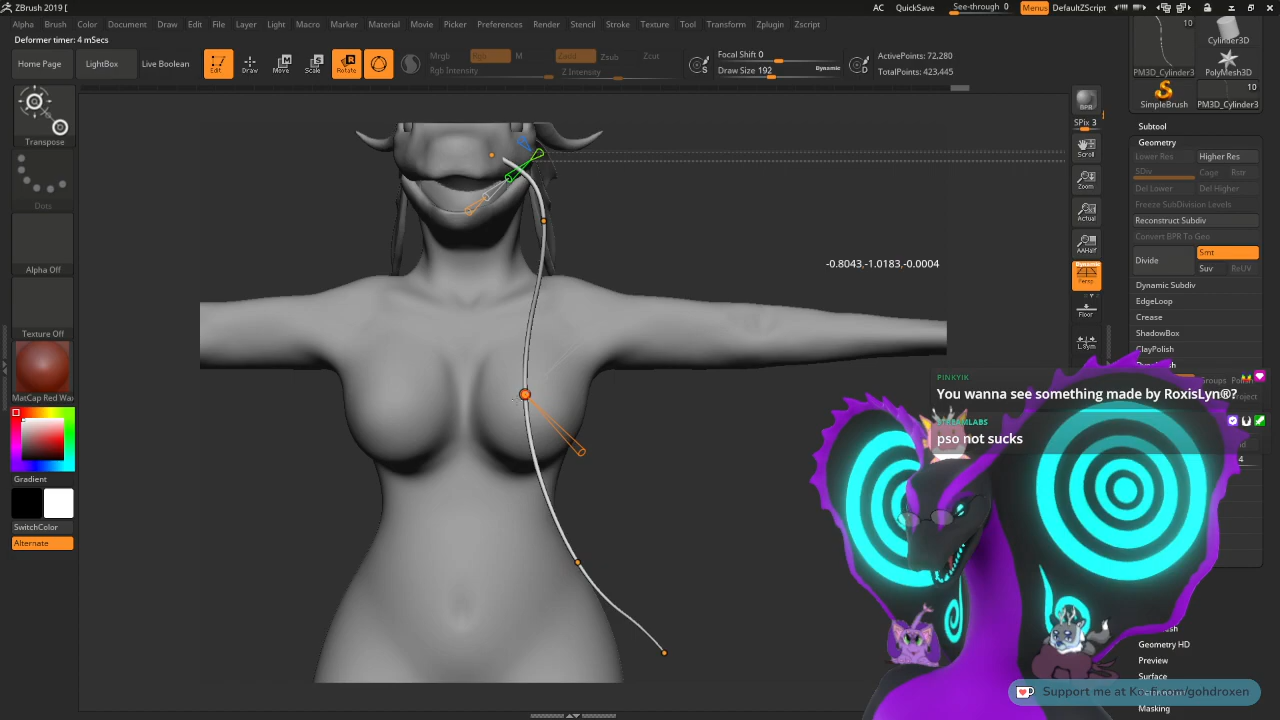 ZBrush 2019 [
AC
QuickSave
See-through 0
Menus
DefaultZScript
Alpha
Brush
Color
Document
Draw
Edit
File
Layer
Light
Macro
Marker
Material
Movie
Picker
Preferences
Render
Stencil
Stroke
Texture
Tool
Transform
Zplugin
Zscript
Deformer timer: 4 mSecs
Home Page
LightBox
Live Boolean
Edit
Draw
Move
Scale
Rotate
Mrgb
Rgb
M
Rgb Intensity
Zadd
Zsub
Zcut
Z Intensity
S
Focal Shift 0
Draw Size 192
Dynamic
D
ActivePoints: 72,280
TotalPoints: 423,445
Transpose
Dots
Alpha Off
Texture Off
MatCap Red Wa
Gradient
SwitchColor
Alternate
-0.8043,-1.0183,-0.0004
BPR
SPix 3
Scroll
Zoom
Actual
AAHalf
Dynamic
Persp
Floor
L.Sym
10
Cylinder3D
PM3D_Cylinder3
PolyMesh3D
10
SimpleBrush
PM3D_Cylinder3
Subtool
Geometry
Lower Res
Higher Res
SDiv
Cage
Rstr
Del Lower
Del Higher
Freeze SubDivision Levels
Reconstruct Subdiv
Convert BPR To Geo
Divide
Smt
Suv
ReUV
Dynamic Subdiv
EdgeLoop
Crease
ShadowBox
ClayPolish
Groups
PINKYIK
You wanna see something made by RoxisLyn®?
STREAMLABS
pso not sucks
4
Geometry HD
Preview
Surface
Masking
Support me at Ko-fi.com/gohdroxen